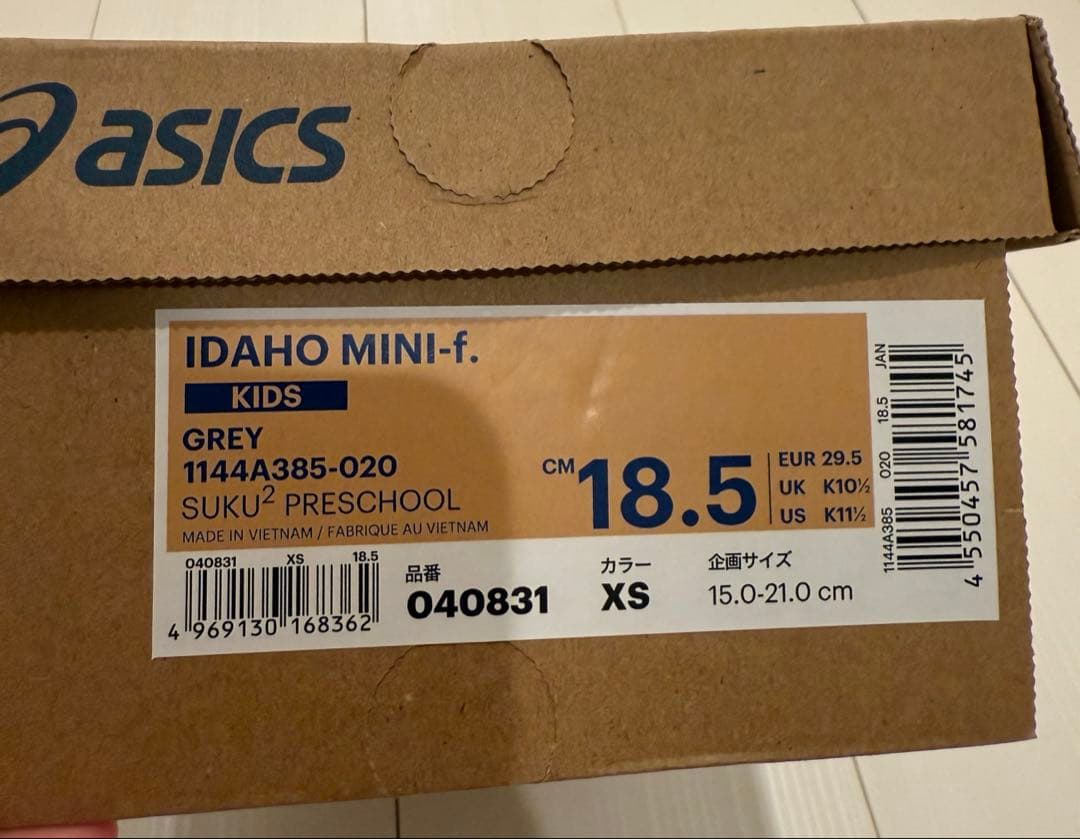 asics
IDAHO MINI-f.
KIDS
GREY
1144A385-020
SUKU2 PRESCHOOL
MADE IN VIETNAM / FABRIQUE AU VIETNAM
CM 18.5
EUR 29.5
UK K10½
US K11½
040831 XS 18.5
4 969130 168362
品番
040831
カラー
XS
企画サイズ
15.0-21.0 cm
1144A385 020 18.5 JAN
4 550457 581745